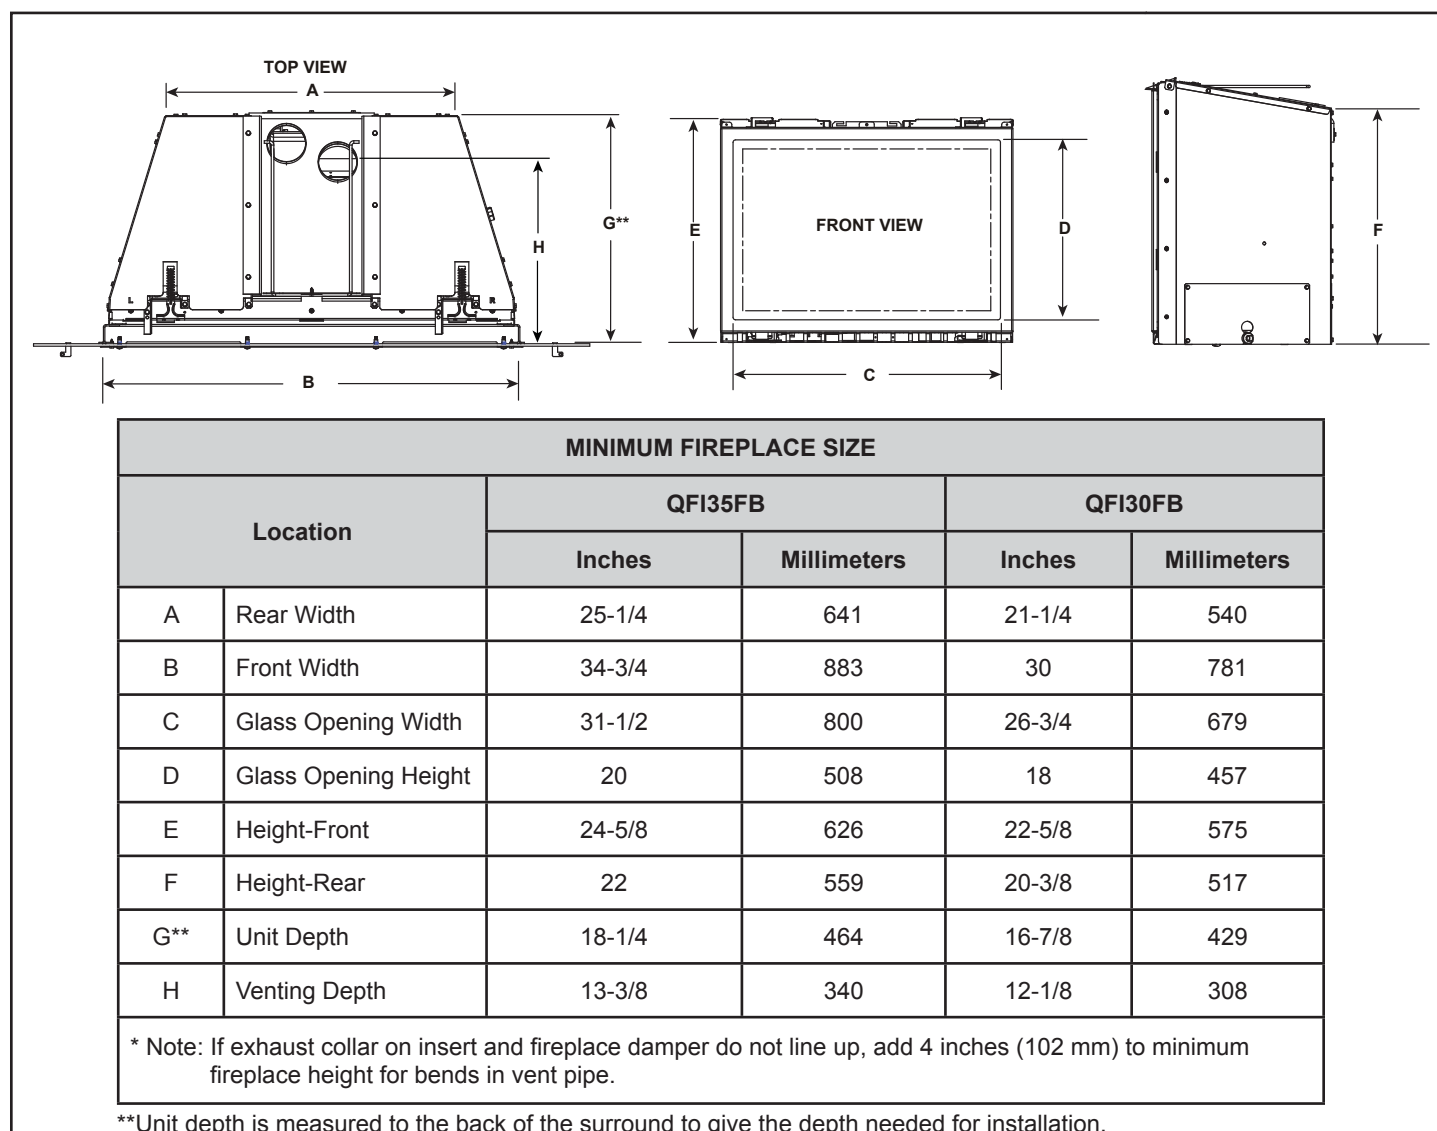 TOP VIEW
A
G**
H
L
R
B
E
FRONT VIEW
D
C
F
MINIMUM FIREPLACE SIZE
Location QFI35FB QFI30FB
Inches Millimeters Inches Millimeters
A Rear Width 25-1/4 641 21-1/4 540
B Front Width 34-3/4 883 30 781
C Glass Opening Width 31-1/2 800 26-3/4 679
D Glass Opening Height 20 508 18 457
E Height-Front 24-5/8 626 22-5/8 575
F Height-Rear 22 559 20-3/8 517
G** Unit Depth 18-1/4 464 16-7/8 429
H Venting Depth 13-3/8 340 12-1/8 308
* Note: If exhaust collar on insert and fireplace damper do not line up, add 4 inches (102 mm) to minimum
fireplace height for bends in vent pipe.
**Unit depth is measured to the back of the surround to give the depth needed for installation.